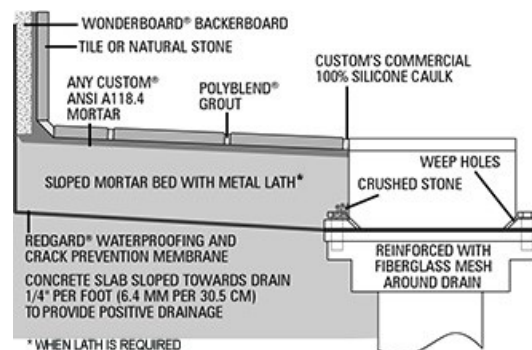 WONDERBOARD® BACKERBOARD
TILE OR NATURAL STONE
ANY CUSTOM®
ANSI A118.4
MORTAR
POLYBLEND®
GROUT
CUSTOM'S COMMERCIAL
100% SILICONE CAULK
WEEP HOLES
CRUSHED STONE
SLOPED MORTAR BED WITH METAL LATH*
REDGARD® WATERPROOFING AND
CRACK PREVENTION MEMBRANE
REINFORCED WITH
FIBERGLASS MESH
AROUND DRAIN
CONCRETE SLAB SLOPED TOWARDS DRAIN
1/4" PER FOOT (6.4 MM PER 30.5 CM)
TO PROVIDE POSITIVE DRAINAGE
* WHEN LATH IS REQUIRED